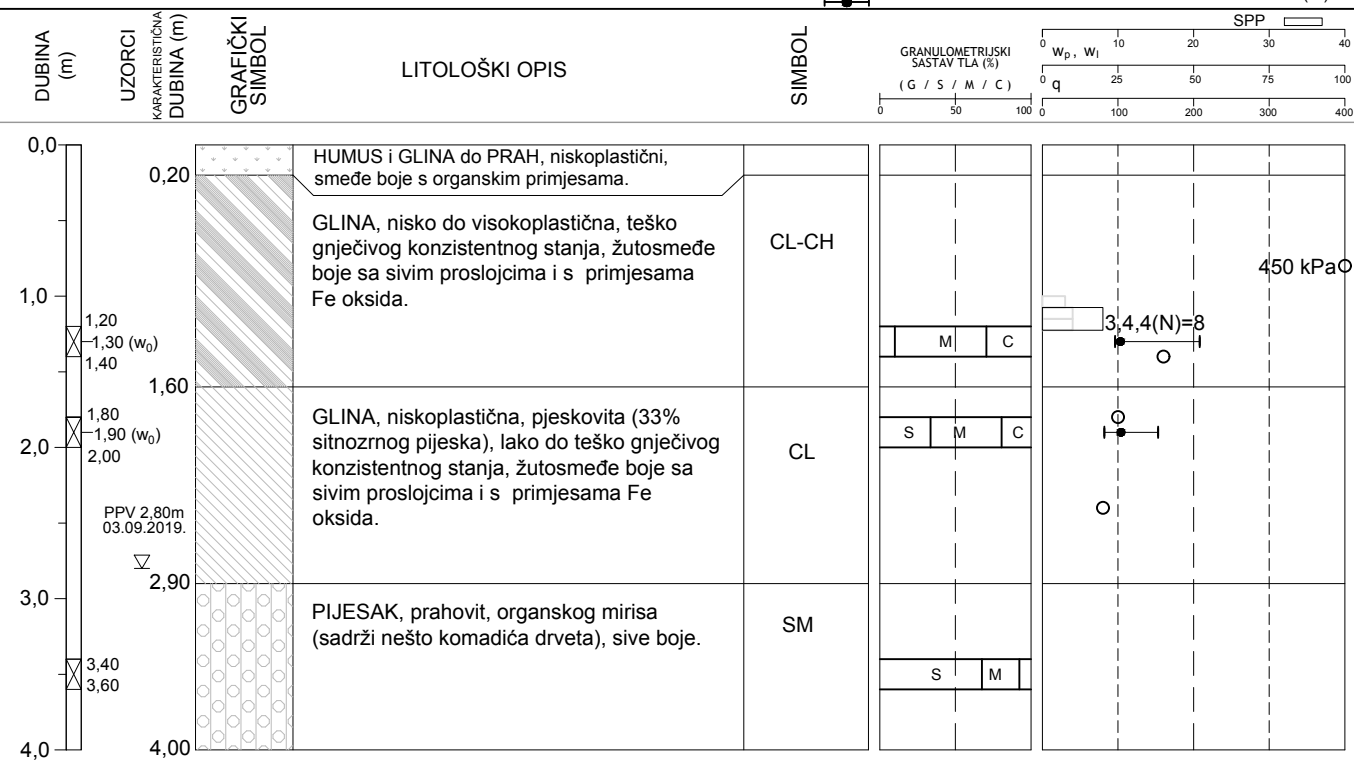 SPP
DUBINA
(m)
UZORCI
KARAKTERISTIČNA
DUBINA (m)
GRAFIČKI
SIMBOL
LITOLOŠKI OPIS
SIMBOL
GRANULOMETRIJSKI
SASTAV TLA (%)
( G / S / M / C )
0 50 100
0 10 20 30 40
wp , wl
0 25 50 75 100
q
0 100 200 300 400
0,0
HUMUS i GLINA do PRAH, niskoplastični,
smeđe boje s organskim primjesama.
0,20
GLINA, nisko do visokoplastična, teško
gnječivog konzistentnog stanja, žutosmeđe
boje sa sivim proslojcima i s primjesama
Fe oksida.
CL-CH
450 kPa
1,0
1,20
1,30 (w0)
1,40
M C
3,4,4(N)=8
1,60
GLINA, niskoplastična, pjeskovita (33%
sitnozrnog pijeska), lako do teško gnječivog
konzistentnog stanja, žutosmeđe boje sa
sivim proslojcima i s primjesama Fe
oksida.
CL
1,80
1,90 (w0)
2,00
S M C
2,0
PPV 2,80m
03.09.2019.
2,90
3,0
PIJESAK, prahovit, organskog mirisa
(sadrži nešto komadića drveta), sive boje.
SM
3,40
3,60
S M
4,0
4,00